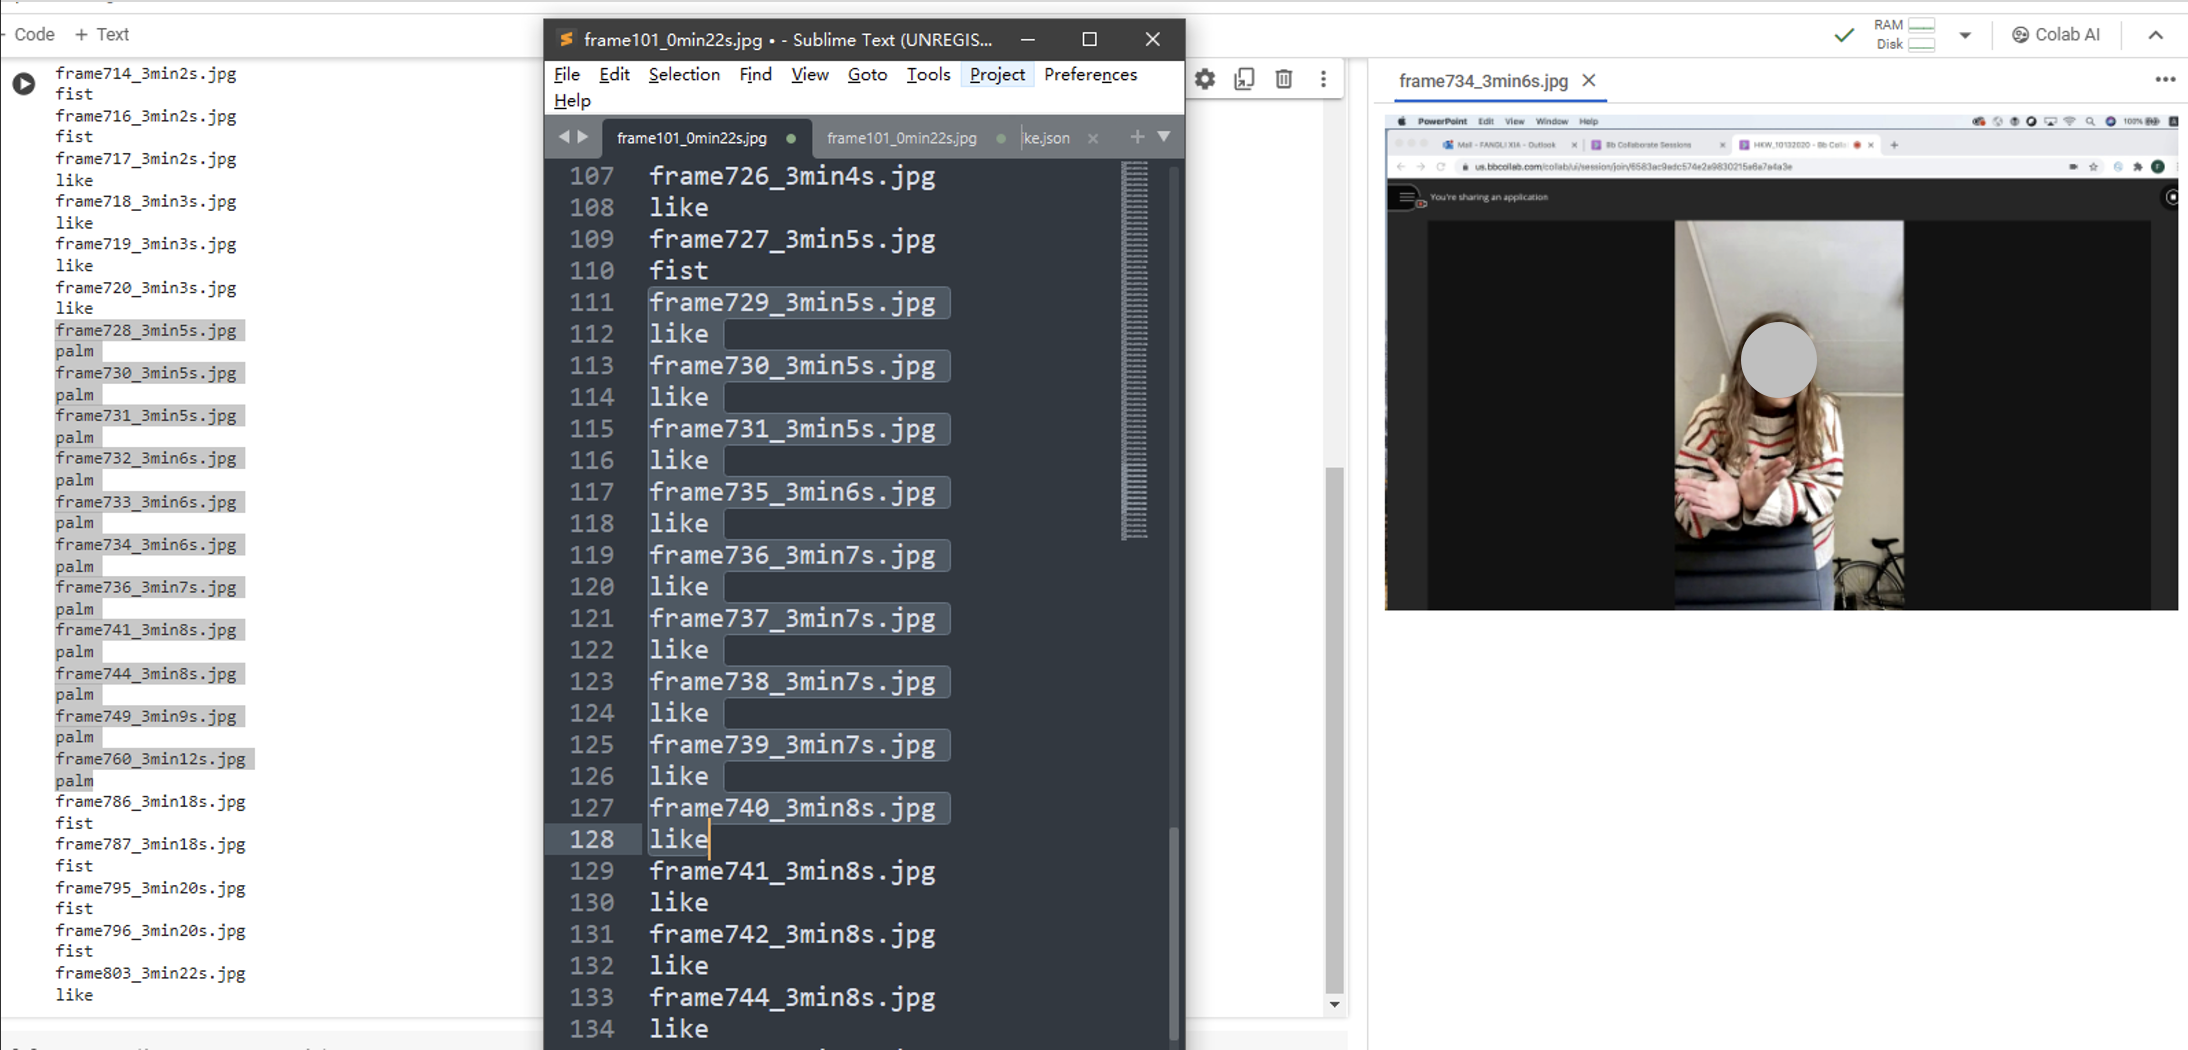 Code + Text
frame714_3min2s.jpg
fist
frame716_3min2s.jpg
fist
frame717_3min2s.jpg
like
frame718_3min3s.jpg
like
frame719_3min3s.jpg
like
frame720_3min3s.jpg
like
frame728_3min5s.jpg
palm
frame730_3min5s.jpg
palm
frame731_3min5s.jpg
palm
frame732_3min6s.jpg
palm
frame733_3min6s.jpg
palm
frame734_3min6s.jpg
palm
frame736_3min7s.jpg
palm
frame741_3min8s.jpg
palm
frame744_3min8s.jpg
palm
frame749_3min9s.jpg
palm
frame760_3min12s.jpg
palm
frame786_3min18s.jpg
fist
frame787_3min18s.jpg
fist
frame795_3min20s.jpg
fist
frame796_3min20s.jpg
fist
frame803_3min22s.jpg
like
frame101_0min22s.jpg • - Sublime Text (UNREGIS...
File Edit Selection Find View Goto Tools Project Preferences
Help
frame101_0min22s.jpg frame101_0min22s.jpg ike.json
107 frame726_3min4s.jpg
108 like
109 frame727_3min5s.jpg
110 fist
111 frame729_3min5s.jpg
112 like
113 frame730_3min5s.jpg
114 like
115 frame731_3min5s.jpg
116 like
117 frame735_3min6s.jpg
118 like
119 frame736_3min7s.jpg
120 like
121 frame737_3min7s.jpg
122 like
123 frame738_3min7s.jpg
124 like
125 frame739_3min7s.jpg
126 like
127 frame740_3min8s.jpg
128 like
129 frame741_3min8s.jpg
130 like
131 frame742_3min8s.jpg
132 like
133 frame744_3min8s.jpg
134 like
RAM
Disk
Colab AI
frame734_3min6s.jpg
PowerPoint Edit View Window Help
100%
Mail - FANGLI XIA - Outlook
Bb Collaborate Sessions
HKW_10132020 - Bb Coll
You're sharing an application